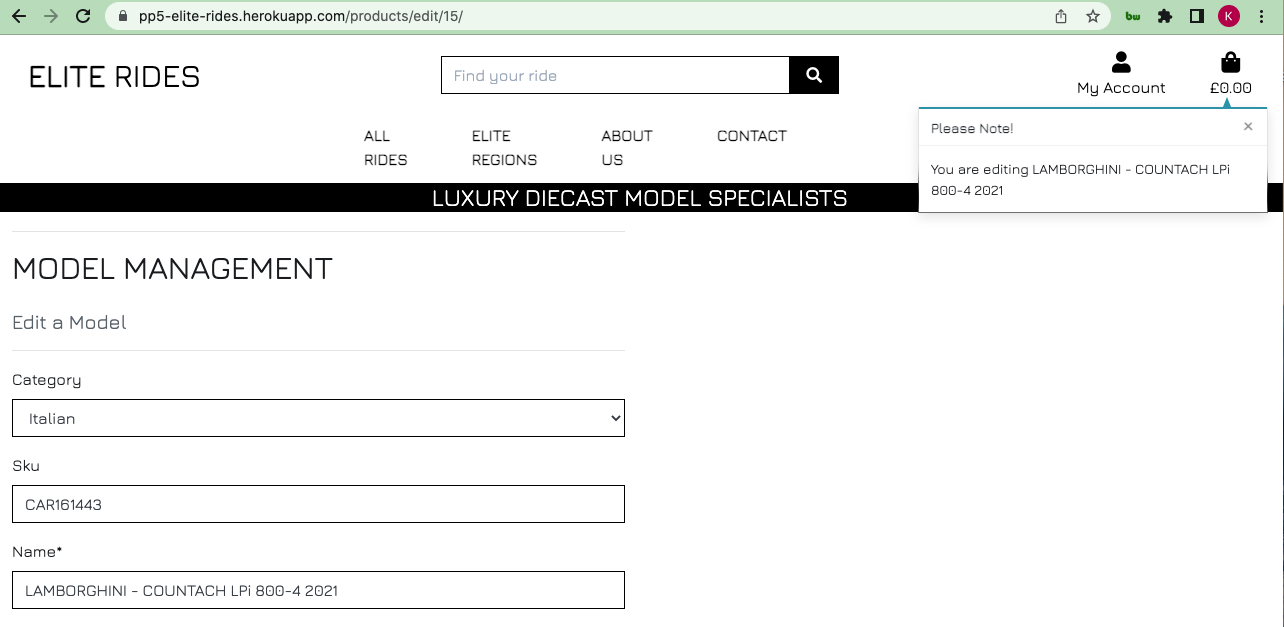 pp5-elite-rides.herokuapp.com/products/edit/15/
bw
K
ELITE RIDES
Find your ride
My Account
£0.00
ALL
RIDES
ELITE
REGIONS
ABOUT
US
CONTACT
Please Note!
×
You are editing LAMBORGHINI - COUNTACH LPi
800-4 2021
LUXURY DIECAST MODEL SPECIALISTS
MODEL MANAGEMENT
Edit a Model
Category
Italian
Sku
CAR161443
Name*
LAMBORGHINI - COUNTACH LPi 800-4 2021